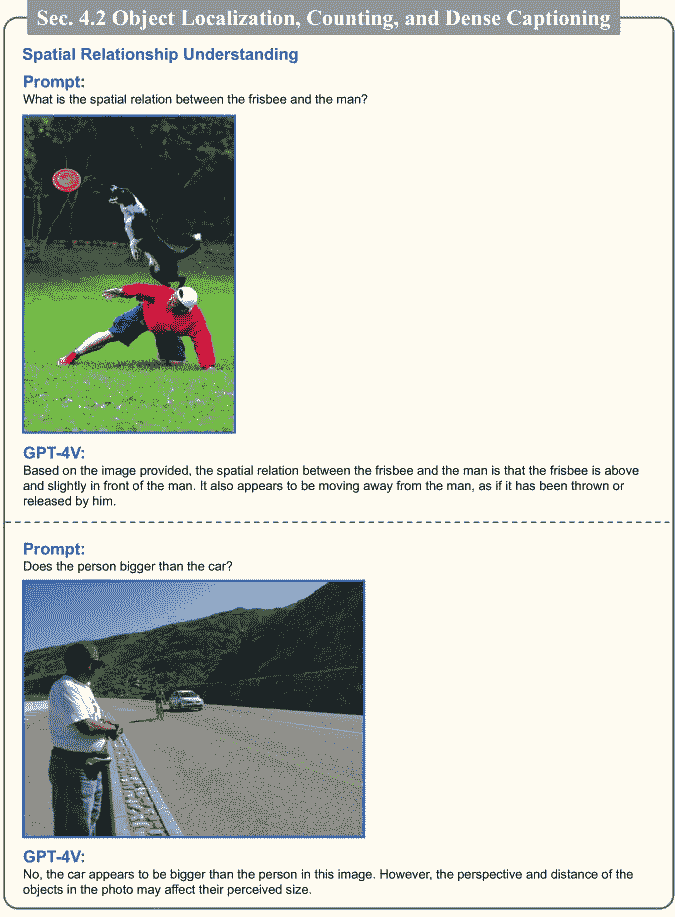 Sec. 4.2 Object Localization, Counting, and Dense Captioning
Spatial Relationship Understanding
Prompt:
What is the spatial relation between the frisbee and the man?
GPT-4V:
Based on the image provided, the spatial relation between the frisbee and the man is that the frisbee is above
and slightly in front of the man. It also appears to be moving away from the man, as if it has been thrown or
released by him.
Prompt:
Does the person bigger than the car?
GPT-4V:
No, the car appears to be bigger than the person in this image. However, the perspective and distance of the
objects in the photo may affect their perceived size.